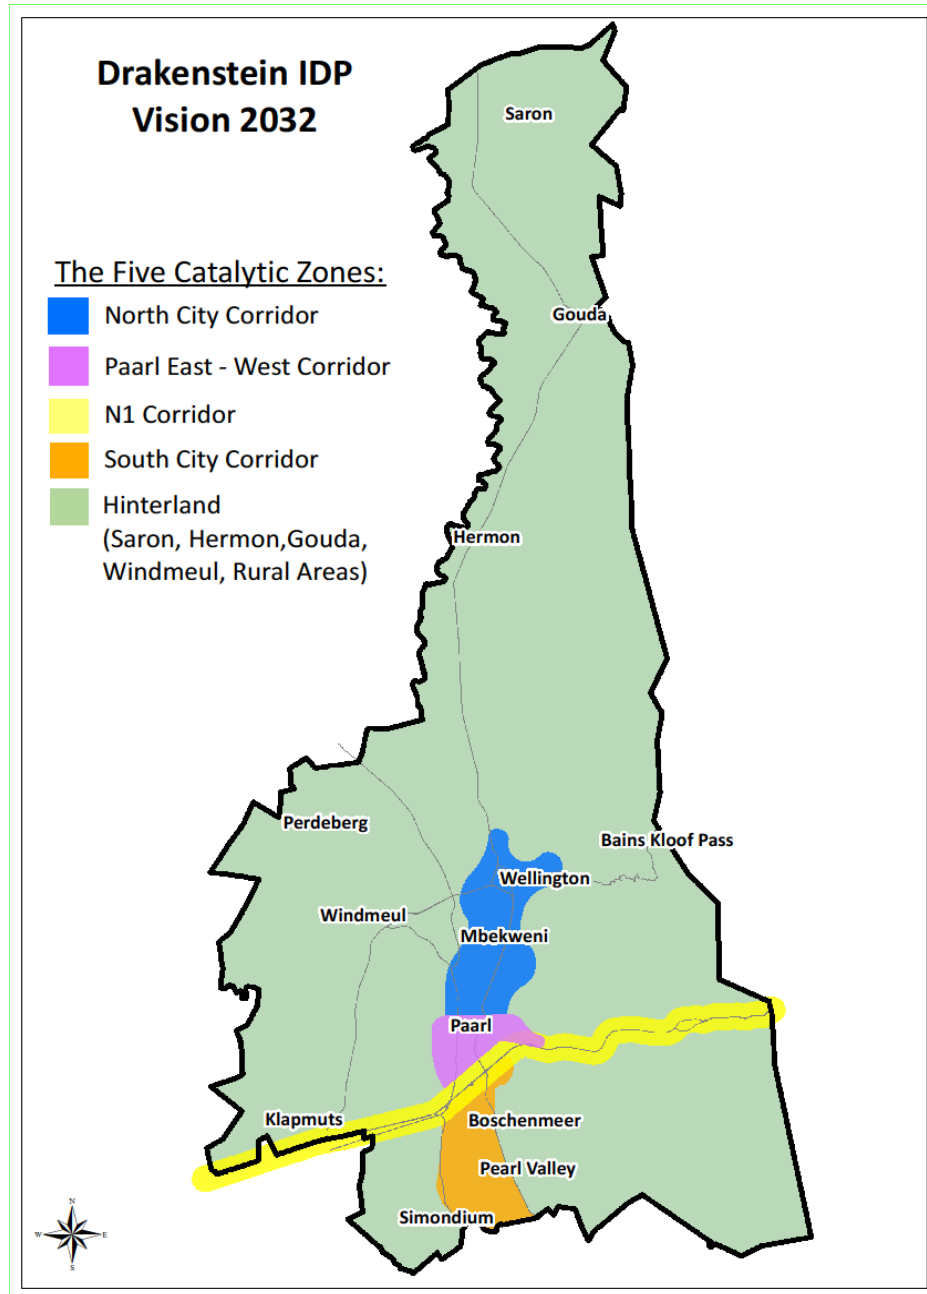 Drakenstein IDP
Vision 2032
The Five Catalytic Zones:
North City Corridor
Paarl East - West Corridor
N1 Corridor
South City Corridor
Hinterland
(Saron, Hermon,Gouda,
Windmeul, Rural Areas)
Saron
Gouda
Hermon
Perdeberg
Bains Kloof Pass
Wellington
Windmeul
Mbekweni
Paarl
Klapmuts
Boschenmeer
Pearl Valley
Simondium
N
W
E
S